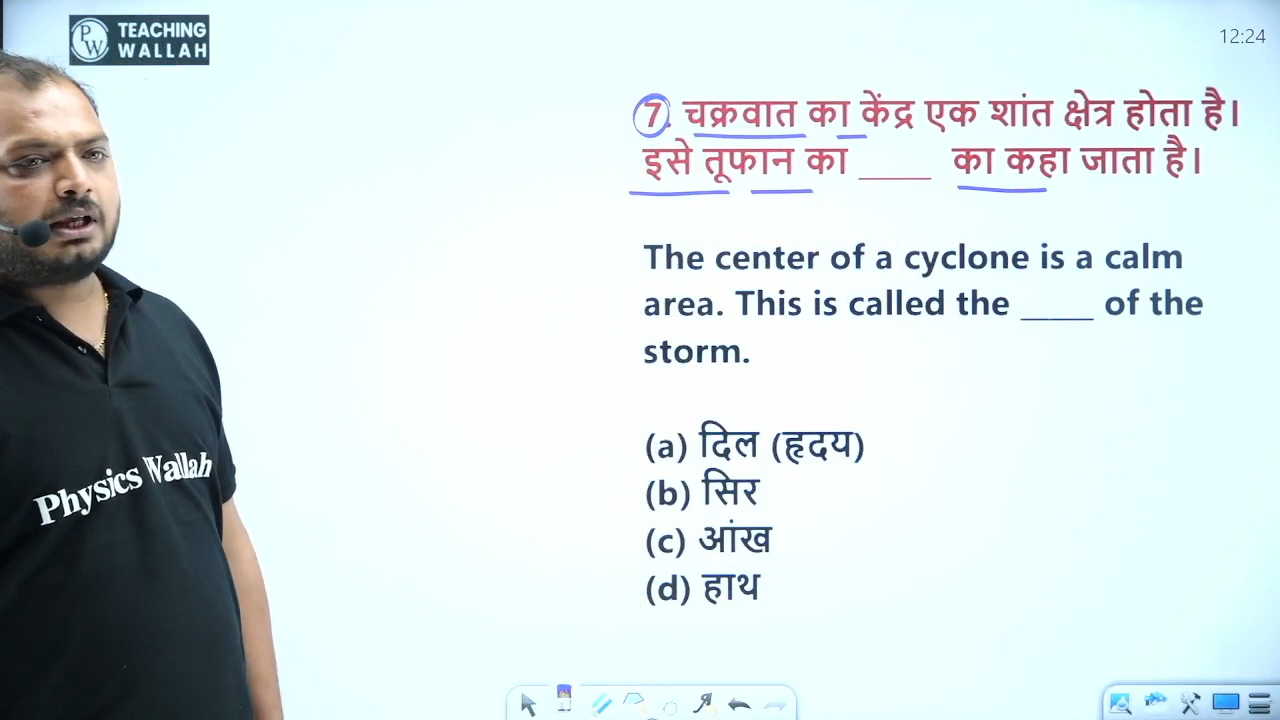 TEACHING
WALLAH
PW
12:24
7. चक्रवात का केंद्र एक शांत क्षेत्र होता है।
इसे तूफान का ____ का कहा जाता है।
The center of a cyclone is a calm
area. This is called the ____ of the
storm.
(a) दिल (हृदय)
(b) सिर
(c) आंख
(d) हाथ
Physics Wallah